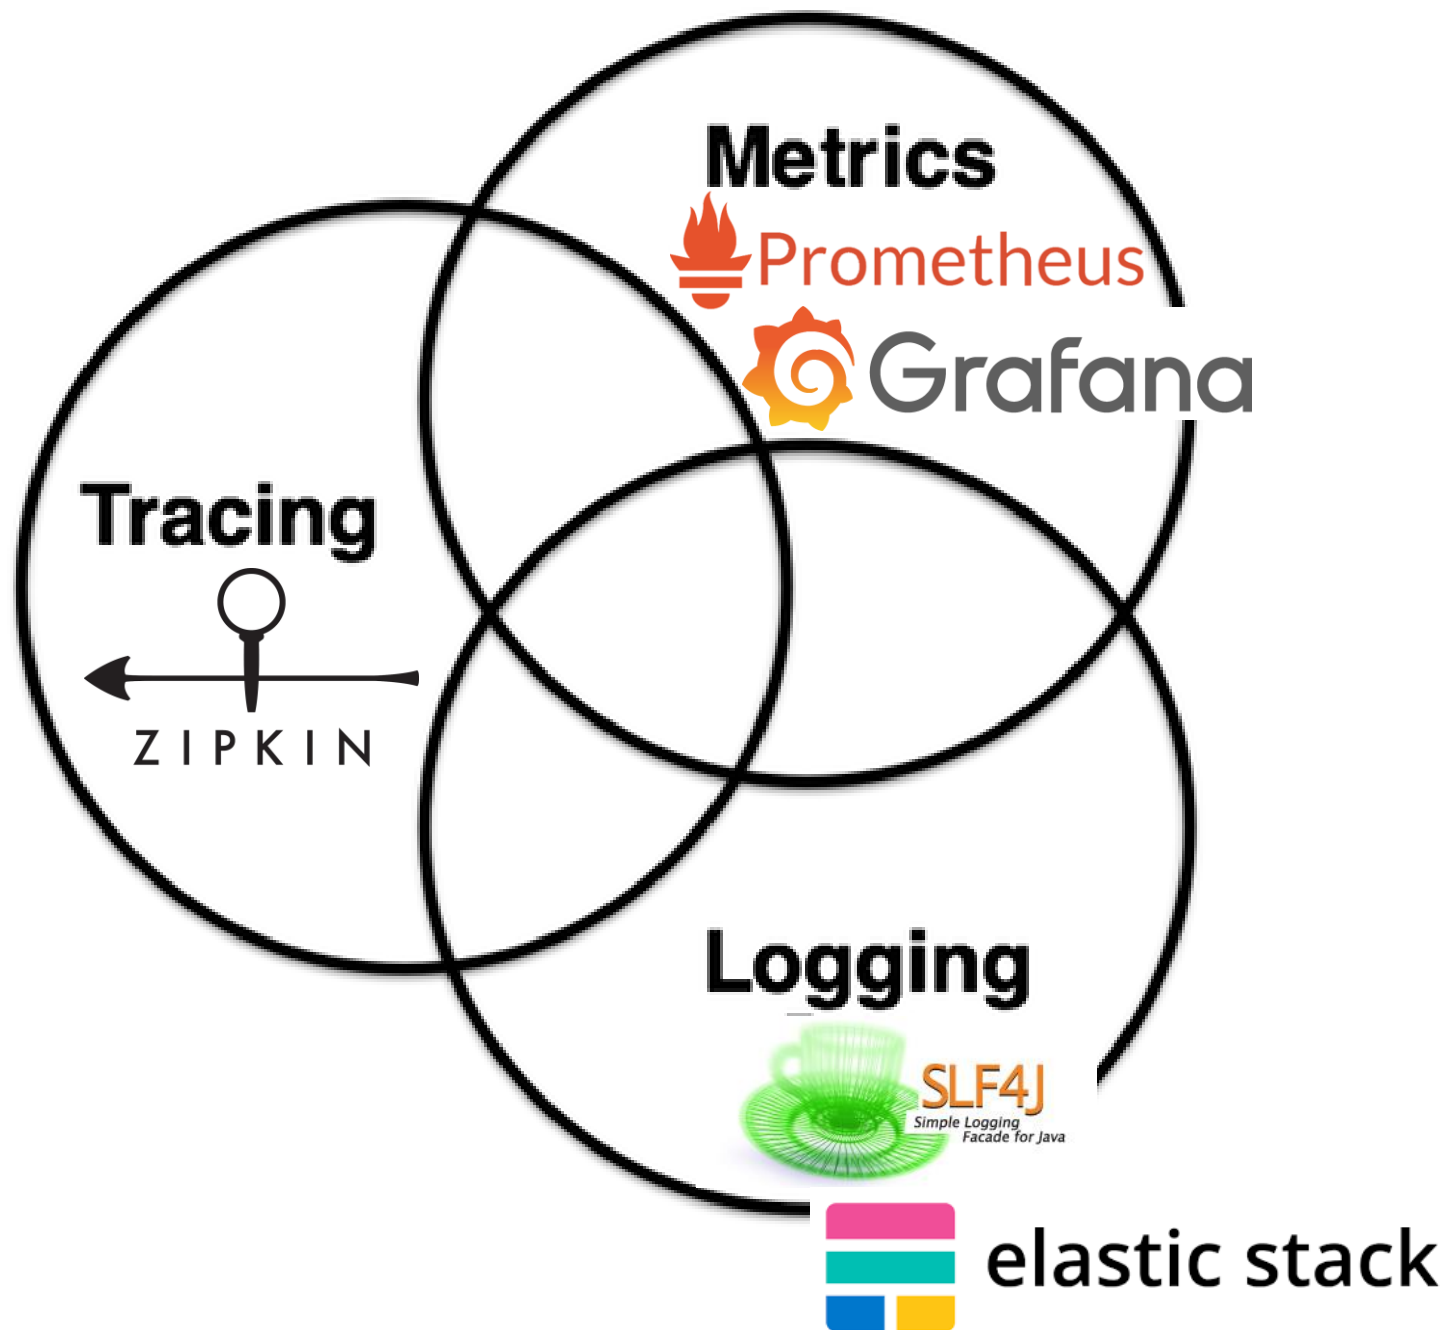 Metrics
Prometheus
Grafana
Tracing
ZIPKIN
Logging
SLF4J
Simple Logging
Facade for Java
elastic stack